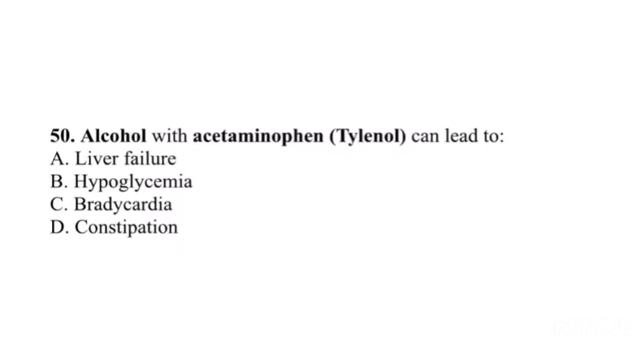 50. Alcohol with acetaminophen (Tylenol) can lead to:
A. Liver failure
B. Hypoglycemia
C. Bradycardia
D. Constipation